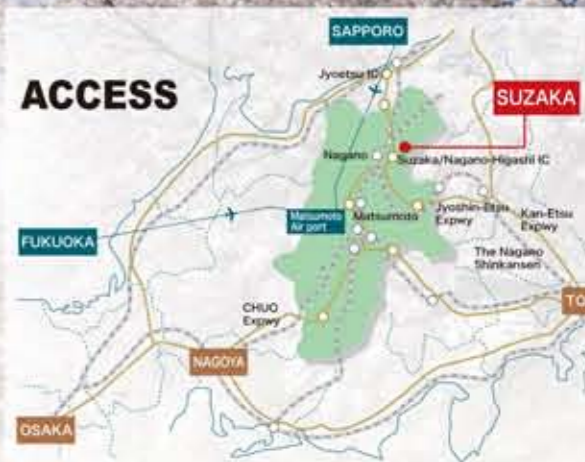 SAPPORO
Jyoetsu IC
ACCESS
SUZAKA
Nagano
Suzaka/Nagano-Higashi IC
Matsumoto
Air port
Matsumoto
Jyoshin-Etsu
Expwy
Kan-Etsu
Expwy
FUKUOKA
The Nagano
Shinkansen
CHUO
Expwy
TO
NAGOYA
OSAKA